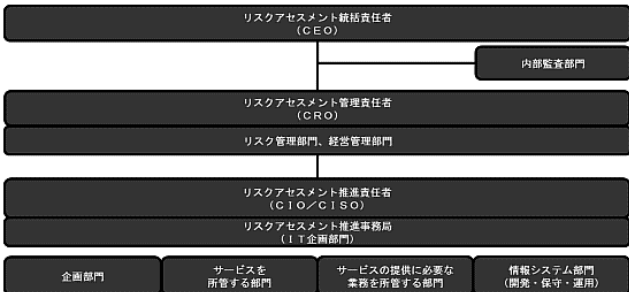 リスクアセスメント統括責任者
（CEO）
内部監査部門
リスクアセスメント管理責任者
（CRO）
リスク管理部門、経営管理部門
リスクアセスメント推進責任者
（CIO／CISO）
リスクアセスメント推進事務局
（IT企画部門）
企画部門
サービスを
所管する部門
サービスの提供に必要な
業務を所管する部門
情報システム部門
（開発・保守・運用）